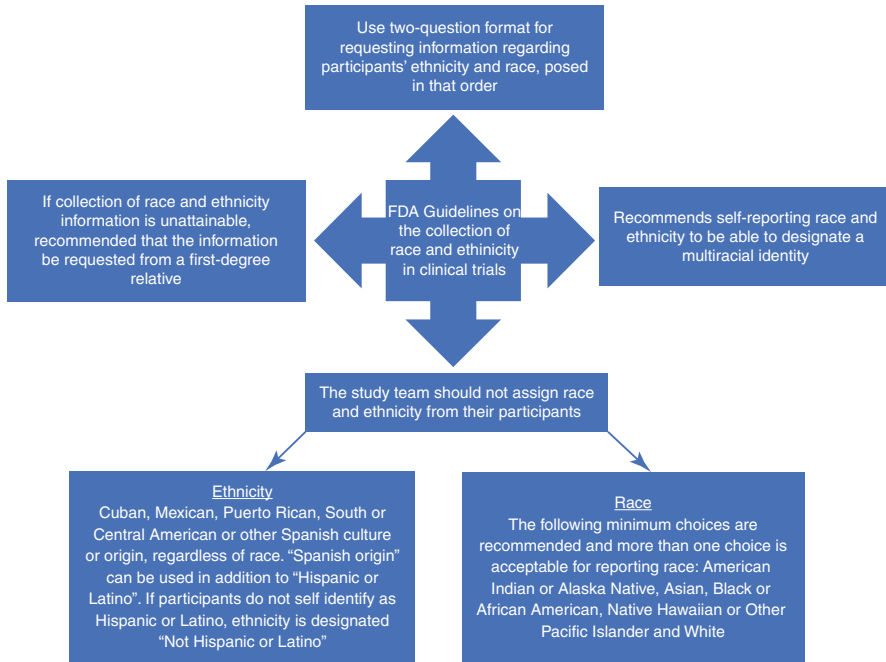 Use two-question format for
requesting information regarding
participants' ethnicity and race, posed
in that order
If collection of race and ethnicity
information is unattainable,
recommended that the information
be requested from a first-degree
relative
FDA Guidelines on
the collection of
race and ethinicity
in clinical trials
Recommends self-reporting race and
ethnicity to be able to designate a
multiracial identity
The study team should not assign race
and ethnicity from their participants
Ethnicity
Cuban, Mexican, Puerto Rican, South or
Central American or other Spanish culture
or origin, regardless of race. “Spanish origin”
can be used in addition to “Hispanic or
Latino”. If participants do not self identify as
Hispanic or Latino, ethnicity is designated
“Not Hispanic or Latino”
Race
The following minimum choices are
recommended and more than one choice is
acceptable for reporting race: American
Indian or Alaska Native, Asian, Black or
African American, Native Hawaiian or Other
Pacific Islander and White